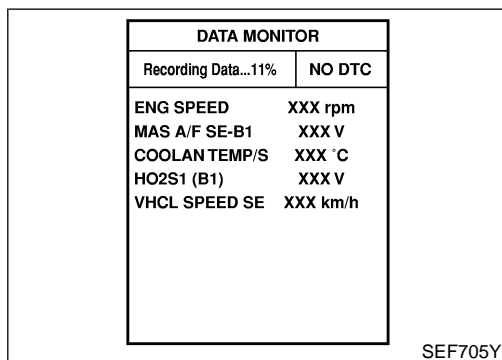 DATA MONITOR
Recording Data...11% NO DTC
ENG SPEED XXX rpm
MAS A/F SE-B1 XXX V
COOLAN TEMP/S XXX °C
HO2S1 (B1) XXX V
VHCL SPEED SE XXX km/h
SEF705Y